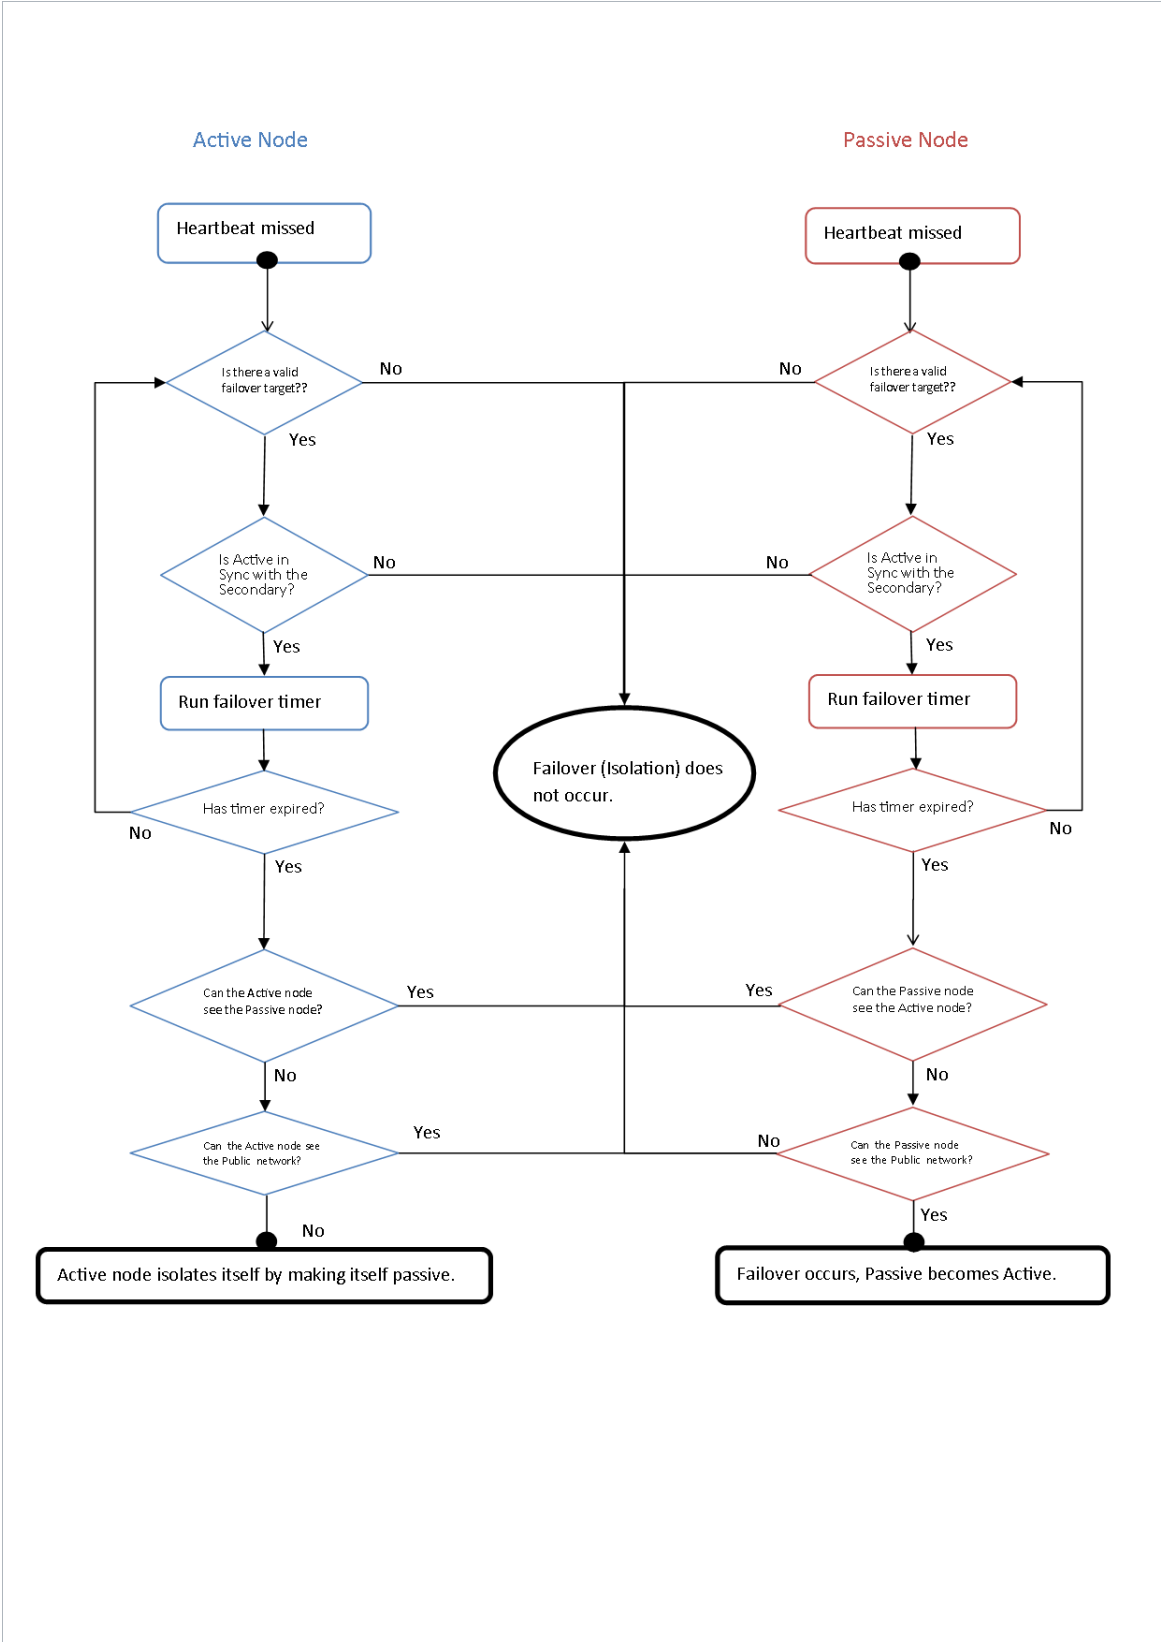 Active Node
Passive Node
Heartbeat missed
Heartbeat missed
Is there a valid
failover target??
No
No
Is there a valid
failover target??
Yes
Yes
Is Active in
Sync with the
Secondary?
No
No
Is Active in
Sync with the
Secondary?
Yes
Yes
Run failover timer
Run failover timer
Failover (Isolation) does
not occur.
Has timer expired?
Has timer expired?
No
No
Yes
Yes
Can the Active node
see the Passive node?
Yes
Yes
Can the Passive node
see the Active node?
No
No
Can the Active node see
the Public network?
Yes
No
Can the Passive node
see the Public network?
No
Yes
Active node isolates itself by making itself passive.
Failover occurs, Passive becomes Active.